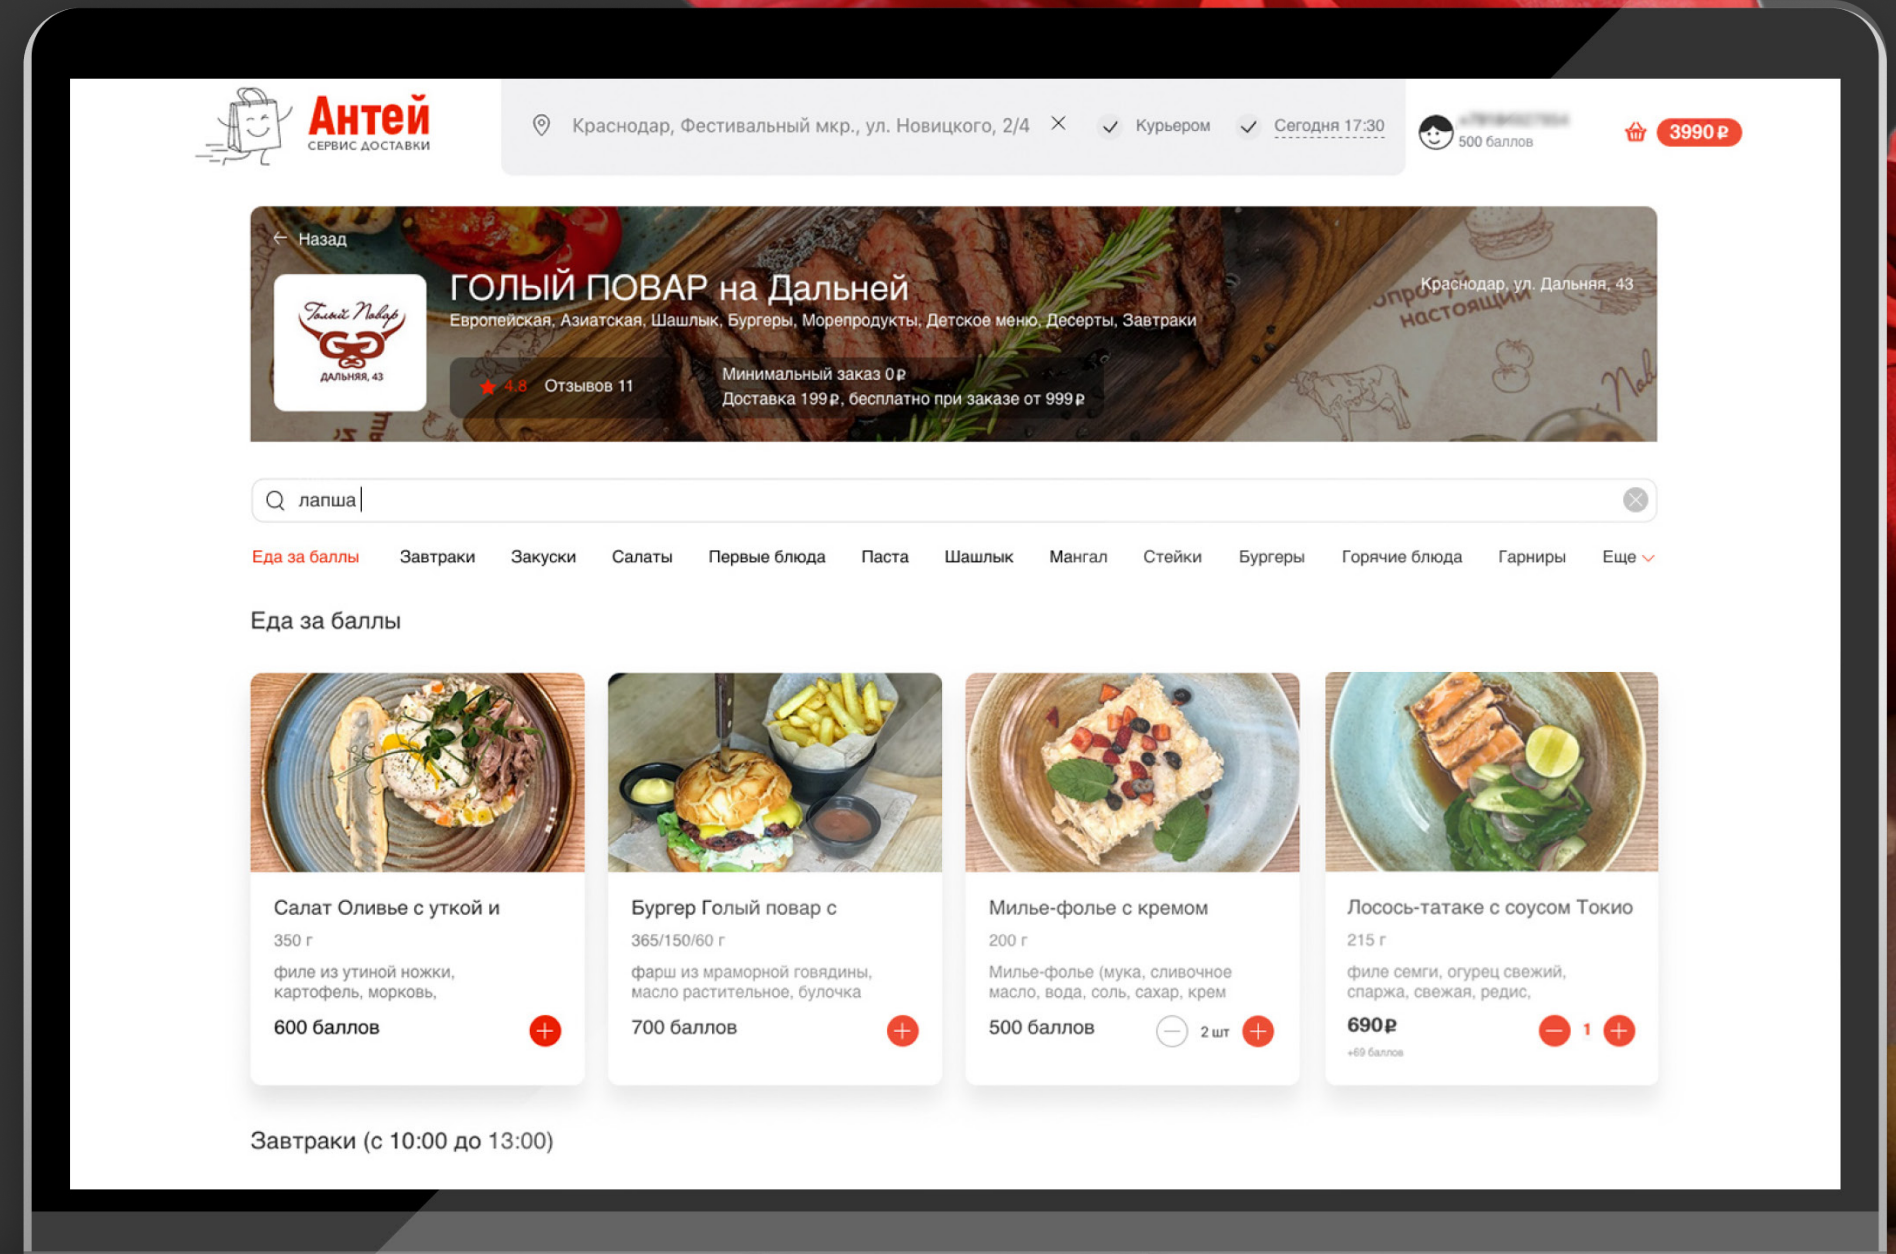 Антей
СЕРВИС ДОСТАВКИ
Краснодар, Фестивальный мкр., ул. Новицкого, 2/4
Курьером
Сегодня 17:30
500 баллов
3990 ₽
Назад
ГОЛЫЙ ПОВАР на Дальней
Краснодар, ул. Дальняя, 43
Европейская, Азиатская, Шашлык, Бургеры, Морепродукты, Детское меню, Десерты, Завтраки
Голый Повар
ДАЛЬНЯЯ, 43
4.8 Отзывов 11
Минимальный заказ 0₽
Доставка 199₽, бесплатно при заказе от 999₽
настоящий
лапша
Еда за баллы Завтраки Закуски Салаты Первые блюда Паста Шашлык Мангал Стейки Бургеры Горячие блюда Гарниры Еще
Еда за баллы
Салат Оливье с уткой и
350 г
филе из утиной ножки,
картофель, морковь,
600 баллов
Бургер Голый повар с
365/150/60 г
фарш из мраморной говядины,
масло растительное, булочка
700 баллов
Милье-фолье с кремом
200 г
Милье-фолье (мука, сливочное
масло, вода, соль, сахар, крем
500 баллов
2 шт
Лосось-татаке с соусом Токио
215 г
филе семги, огурец свежий,
спаржа, свежая, редис,
690₽
1
+69 баллов
Завтраки (с 10:00 до 13:00)